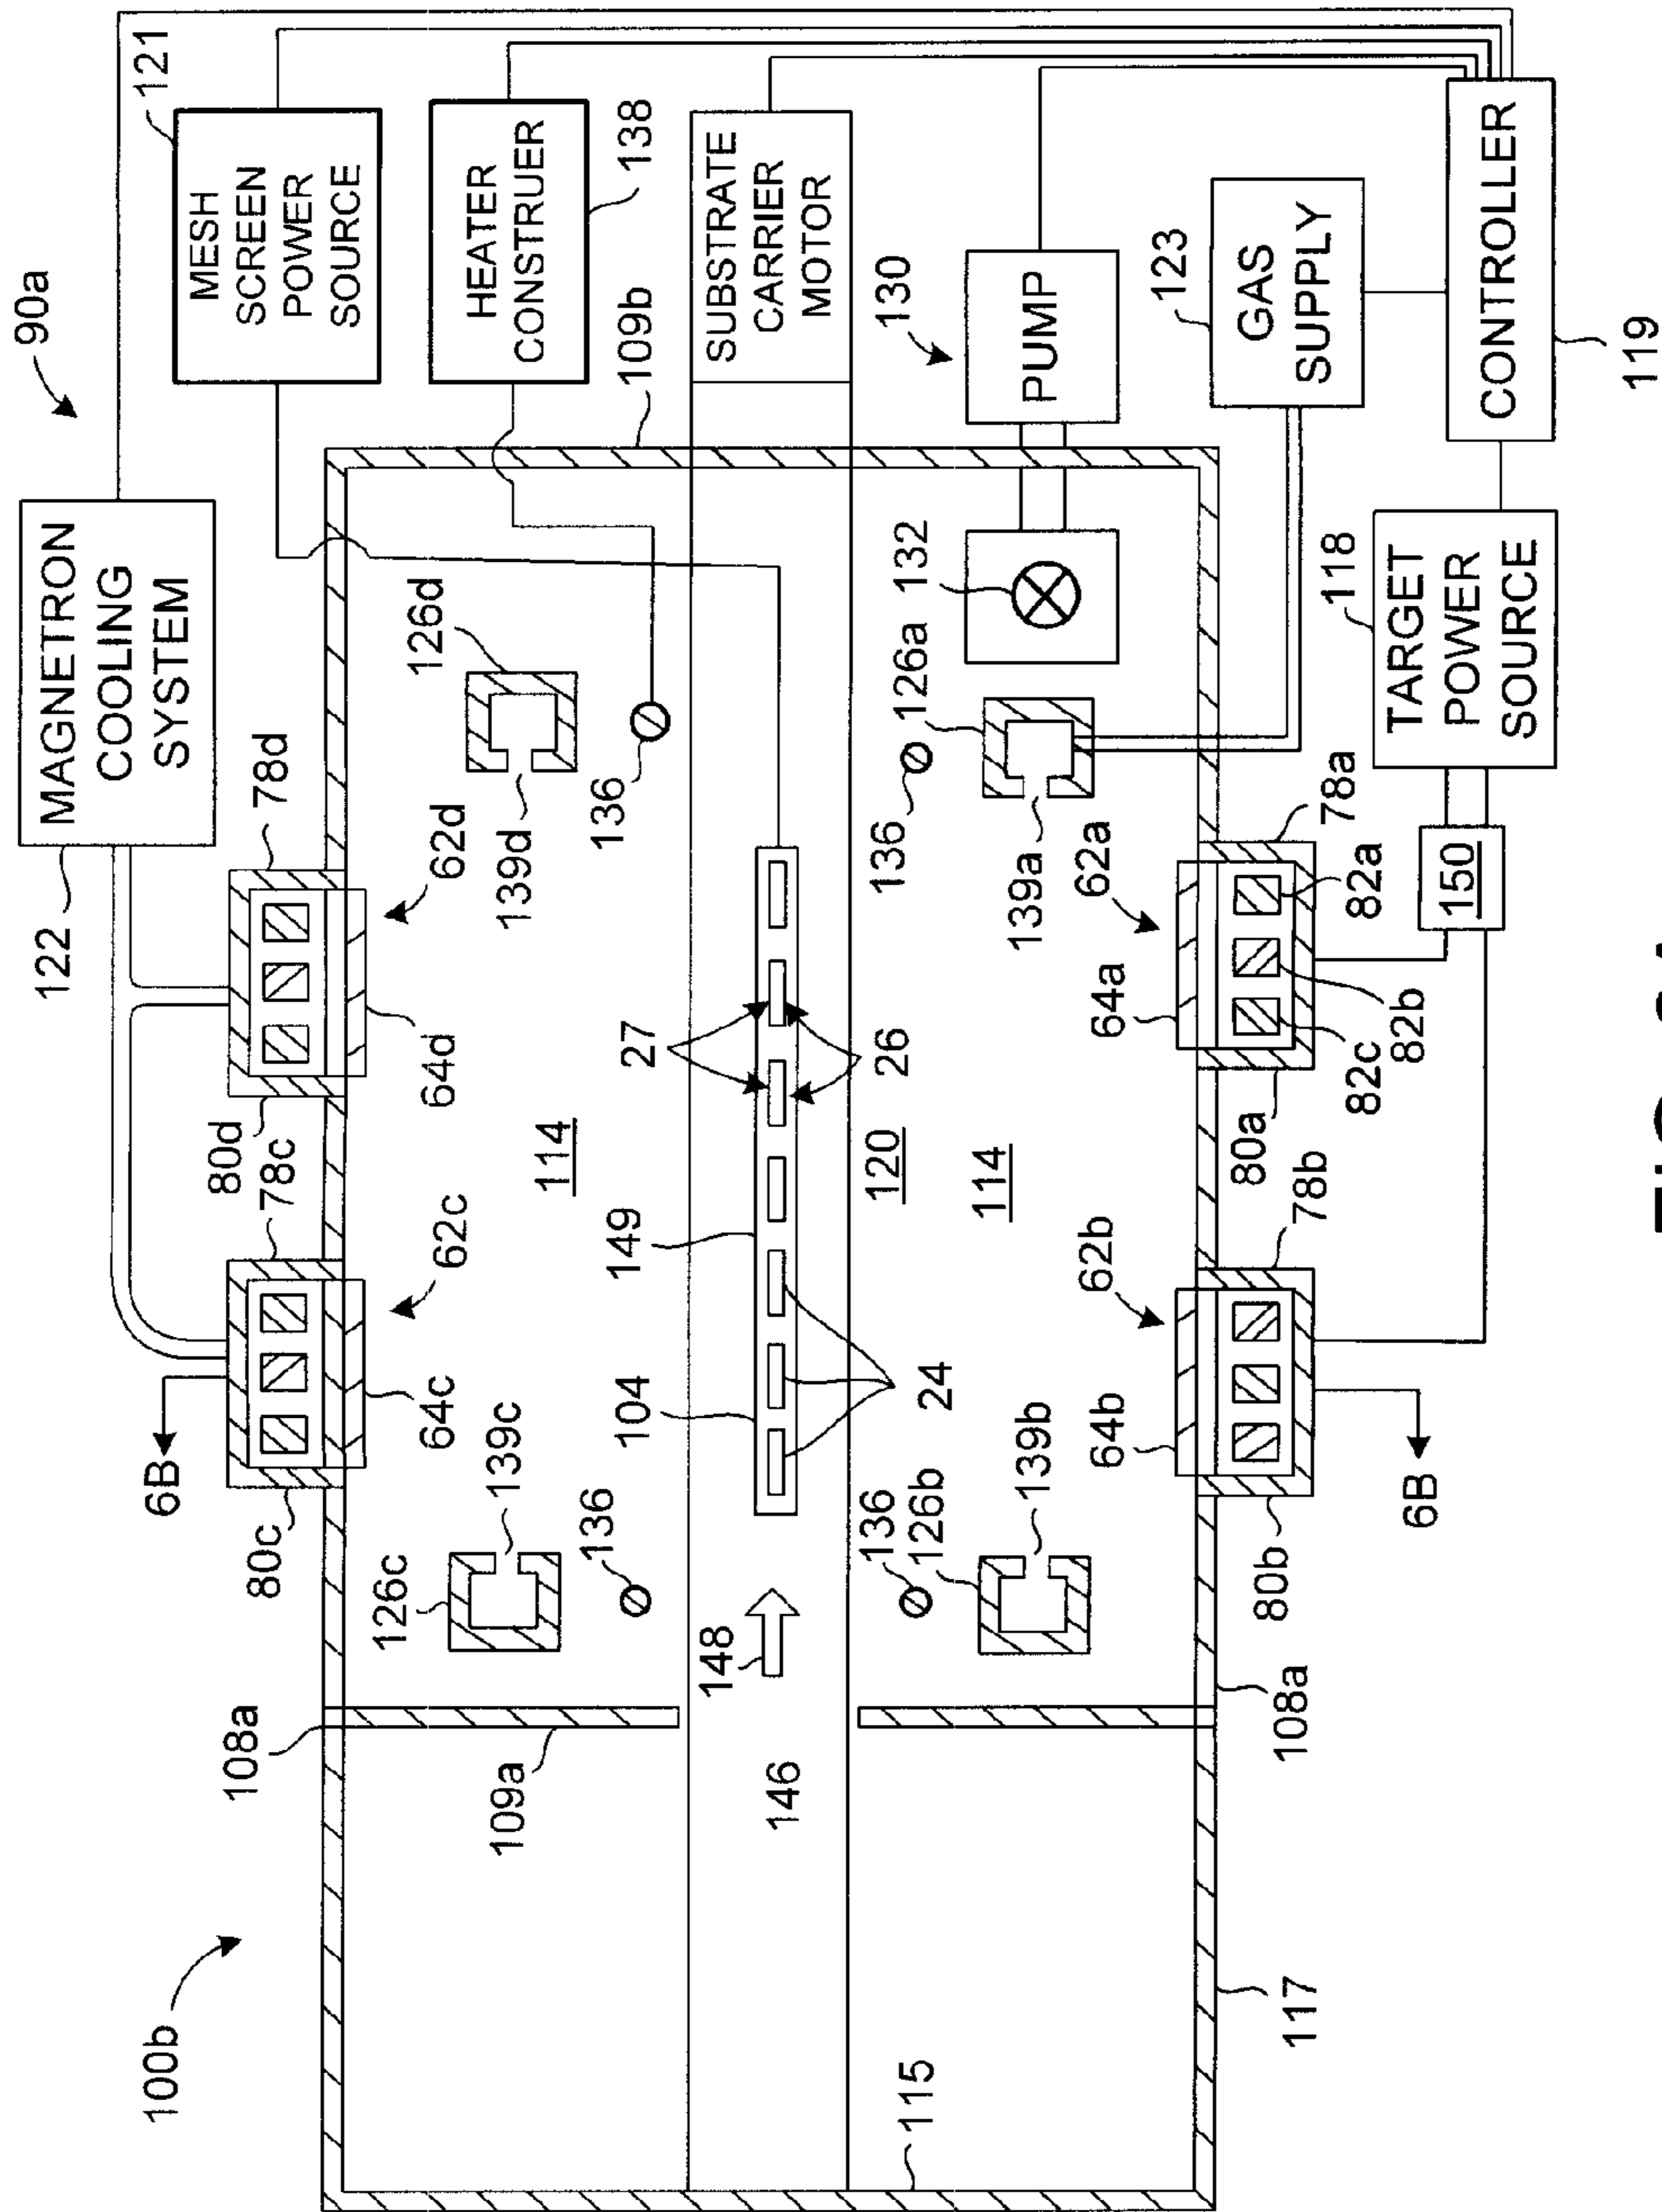 100b
90a
122
MAGNETRON
COOLING
SYSTEM
MESH
SCREEN
POWER
SOURCE
121
HEATER
CONSTRUER
138
SUBSTRATE
CARRIER
MOTOR
109b
130
PUMP
123
GAS
SUPPLY
CONTROLLER
119
118
TARGET
POWER
SOURCE
150
108a
109a
115
117
108a
146
148
6B
80c
78c
80d
78d
62c
64c
62d
64d
126c
139c
136
126d
139d
136
114
104
149
27
26
24
120
114
136
126b
139b
136
126a
139a
132
64b
62b
64a
62a
80b
78b
80a
78a
82c
82b
82a
6B